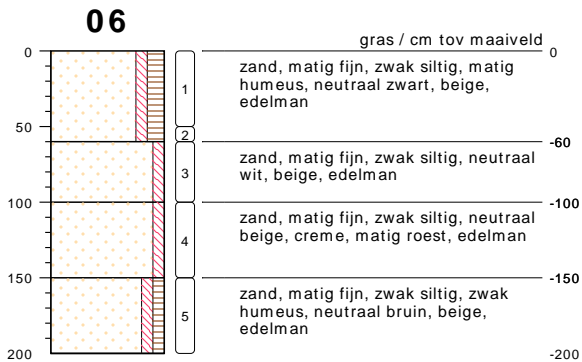 06
gras / cm tov maaiveld
0
0
1
zand, matig fijn, zwak siltig, matig
humeus, neutraal zwart, beige,
edelman
50
2
-60
3
zand, matig fijn, zwak siltig, neutraal
wit, beige, edelman
100
-100
4
zand, matig fijn, zwak siltig, neutraal
beige, creme, matig roest, edelman
150
-150
5
zand, matig fijn, zwak siltig, zwak
humeus, neutraal bruin, beige,
edelman
200
-200